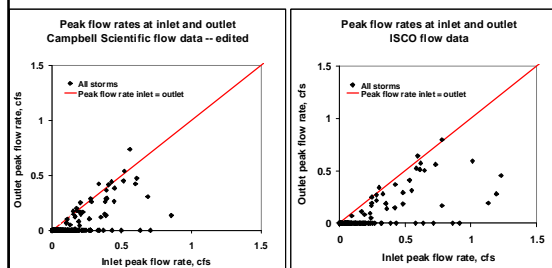 Peak flow rates at inlet and outlet
Campbell Scientific flow data -- edited
1.5
1
0.5
0
0
0.5
1
1.5
Outlet peak flow rate, cfs
Inlet peak flow rate, cfs
All storms
Peak flow rate inlet = outlet
Peak flow rates at inlet and outlet
ISCO flow data
1.5
1
0.5
0
0
0.5
1
1.5
Outlet peak flow rate, cfs
Inlet peak flow rate, cfs
All storms
Peak flow rate inlet = outlet